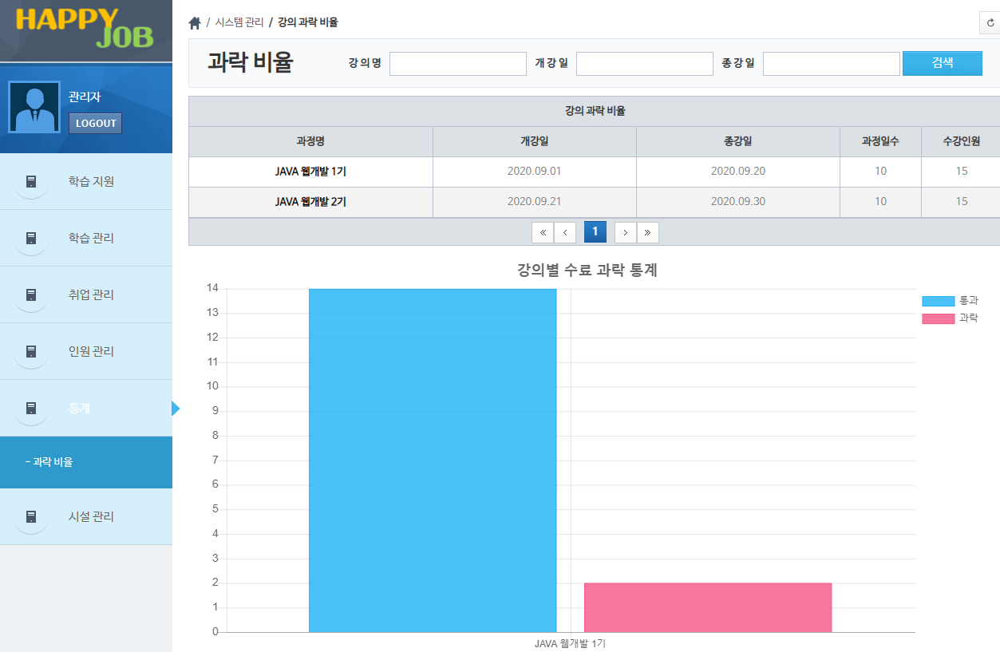 HAPPY
JOB
관리자
LOGOUT
학습 지원
학습 관리
취업 관리
인원 관리
통계
- 과락 비율
시설 관리
/ 시스템 관리 / 강의 과락 비율
과락 비율 강의명 개강일 종강일 검색
강의 과락 비율
과정명 개강일 종강일 과정일수 수강인원
JAVA 웹개발 1기 2020.09.01 2020.09.20 10 15
JAVA 웹개발 2기 2020.09.21 2020.09.30 10 15
« ‹ 1 › »
강의별 수료 과락 통계
통과
과락
14
13
12
11
10
9
8
7
6
5
4
3
2
1
0
JAVA 웹개발 1기